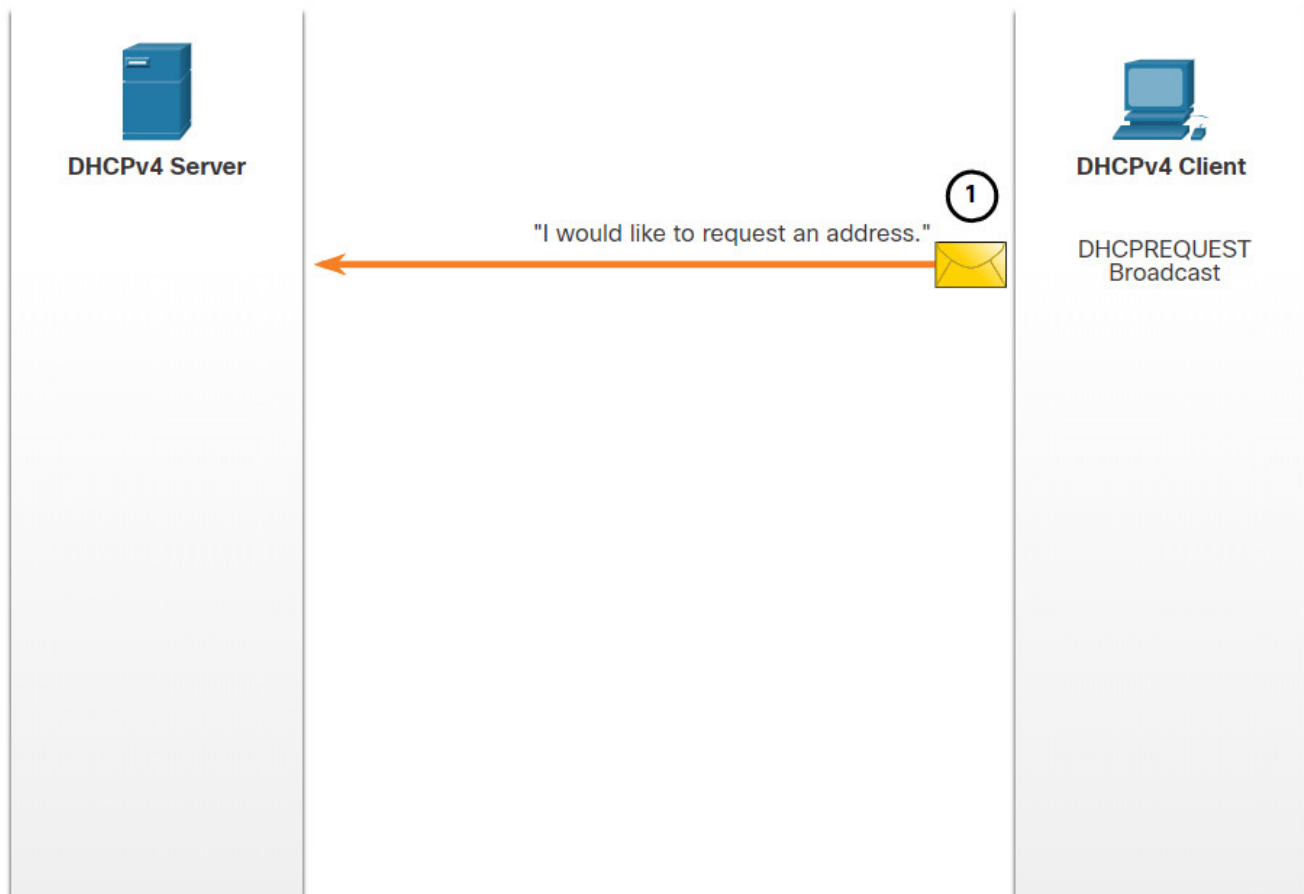 DHCPv4 Server
DHCPv4 Client
1
"I would like to request an address."
DHCPREQUEST
Broadcast